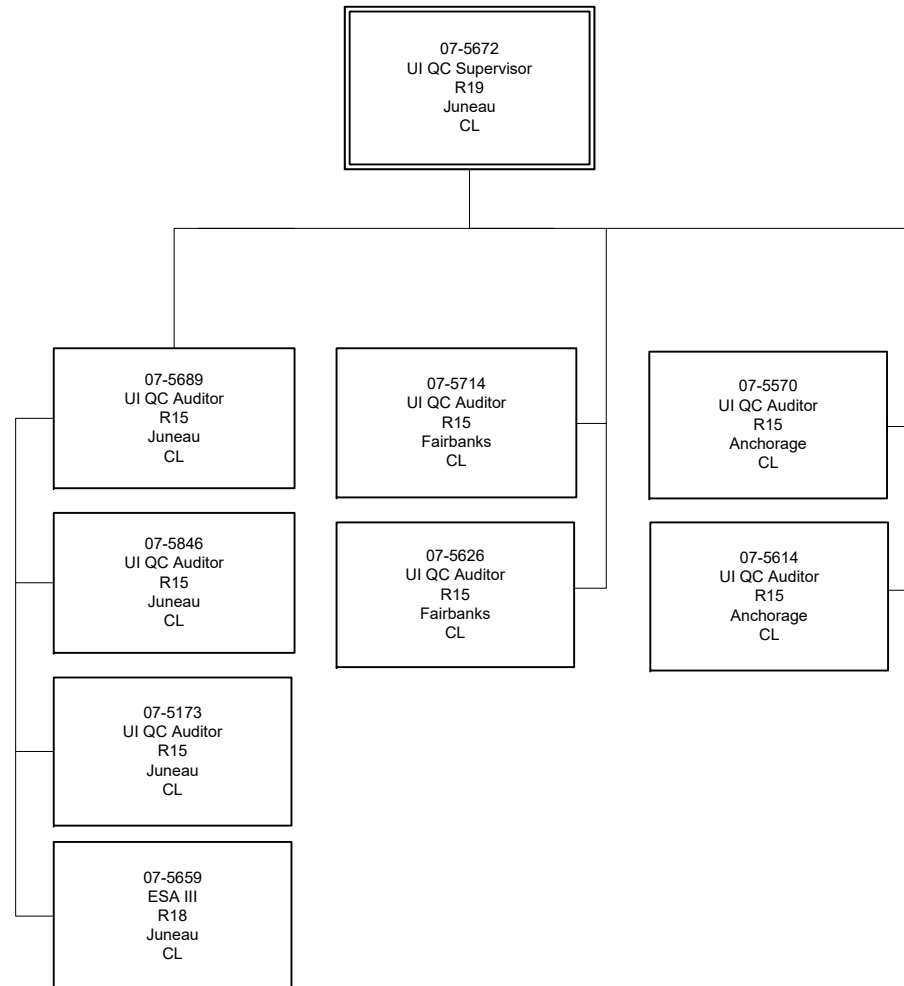 07-5672
UI QC Supervisor
R19
Juneau
CL
07-5689
UI QC Auditor
R15
Juneau
CL
07-5714
UI QC Auditor
R15
Fairbanks
CL
07-5570
UI QC Auditor
R15
Anchorage
CL
07-5846
UI QC Auditor
R15
Juneau
CL
07-5626
UI QC Auditor
R15
Fairbanks
CL
07-5614
UI QC Auditor
R15
Anchorage
CL
07-5173
UI QC Auditor
R15
Juneau
CL
07-5659
ESA III
R18
Juneau
CL